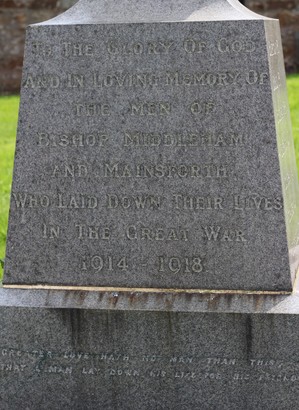 To The Glory Of God
And In Loving Memory Of
The Men Of
Bishop Middleham
And Mainsforth
Who Laid Down Their Lives
In The Great War
1914 - 1918
Greater Love Hath No Man Than This
That A Man Lay Down His Life For His Friends